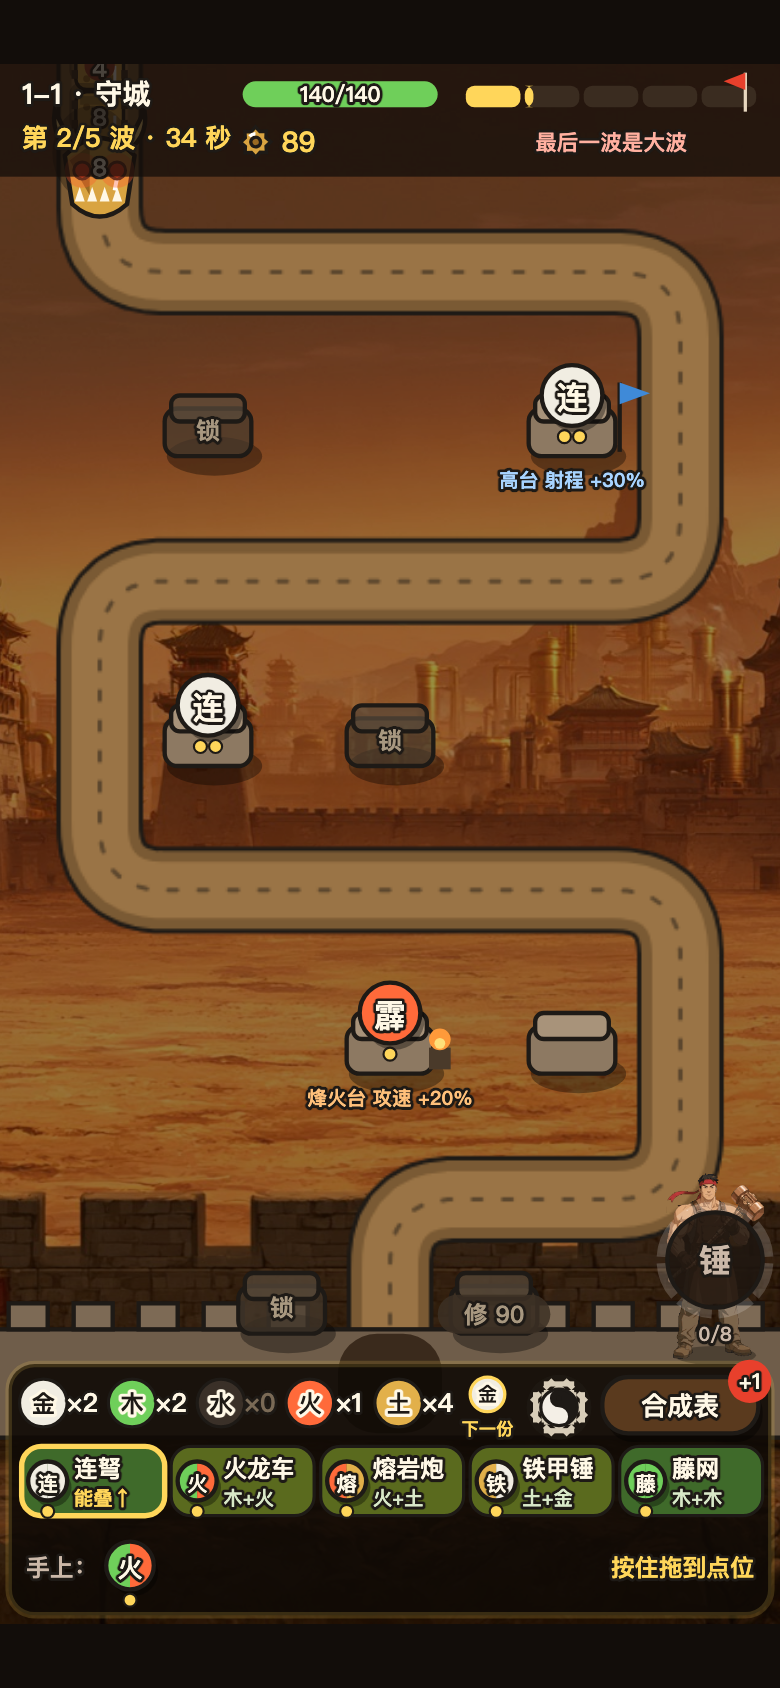 4
1-1 · 守城
140/140
8
第 2/5 波 · 34 秒
89
最后一波是大波
8
连
锁
高台 射程 +30%
连
锁
霹
烽火台 攻速 +20%
锤
锁
修 90
0/8
金×2
木×2
水×0
火×1
土×4
金
下一份
合成表
+1
连
连弩
能叠↑
火
火龙车
木+火
熔
熔岩炮
火+土
铁
铁甲锤
土+金
藤
藤网
木+木
手上：
火
按住拖到点位